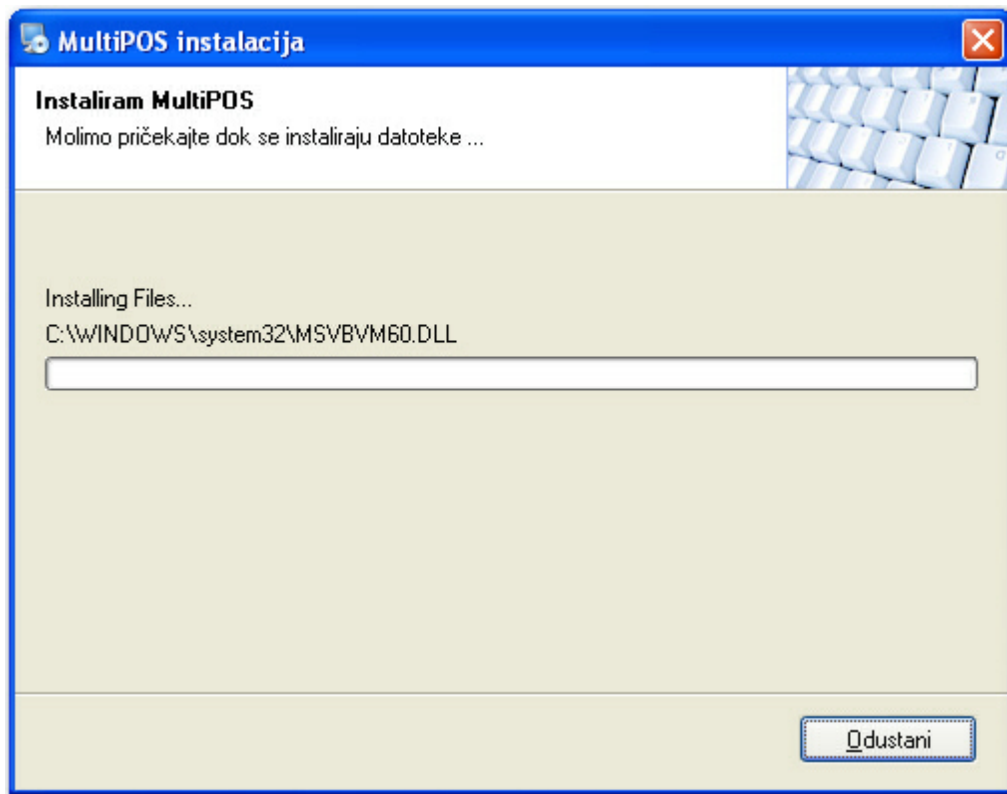 MultiPOS instalacija
Instaliram MultiPOS
Molimo pričekajte dok se instaliraju datoteke ...
Installing Files...
C:\WINDOWS\system32\MSVBVM60.DLL
Odustani